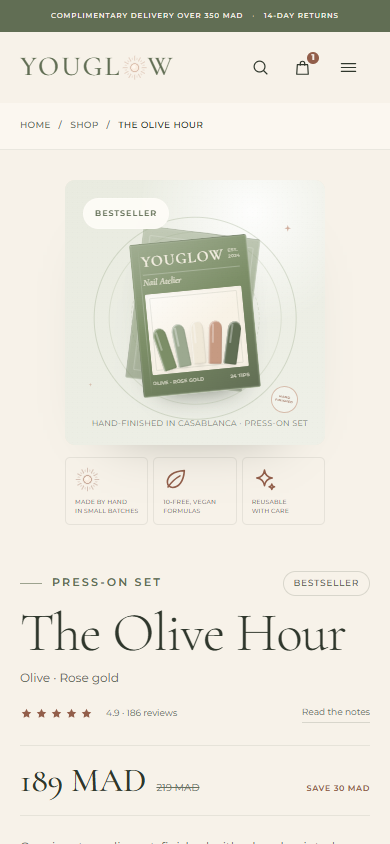 COMPLIMENTARY DELIVERY OVER 350 MAD · 14-DAY RETURNS
YOUGLOW
1
HOME / SHOP / THE OLIVE HOUR
BESTSELLER
YOUGLOW
EST.
2024
Nail Atelier
OLIVE · ROSE GOLD
24 TIPS
HAND-FINISHED IN CASABLANCA · PRESS-ON SET
MADE BY HAND
IN SMALL BATCHES
10-FREE, VEGAN
FORMULAS
REUSABLE
WITH CARE
PRESS-ON SET
BESTSELLER
The Olive Hour
Olive · Rose gold
4.9 · 186 reviews
Read the notes
189 MAD
219 MAD
SAVE 30 MAD